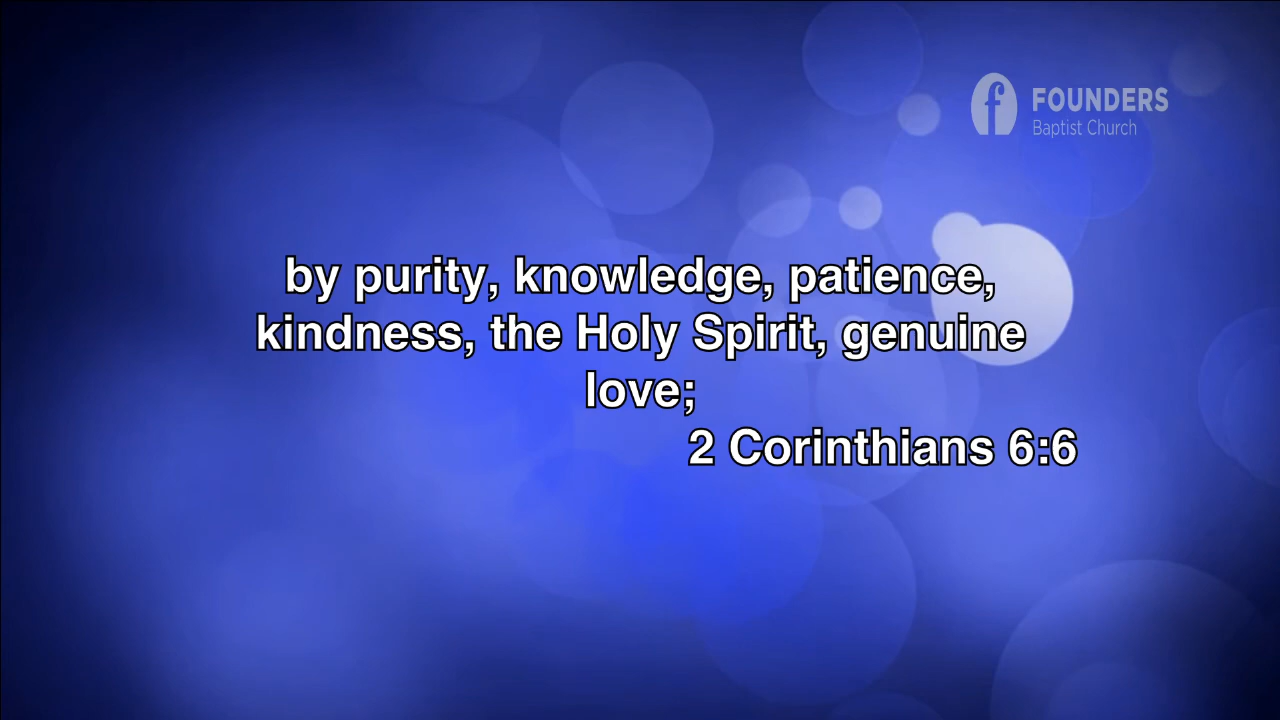 FOUNDERS
Baptist Church
by purity, knowledge, patience,
kindness, the Holy Spirit, genuine
love;
2 Corinthians 6:6